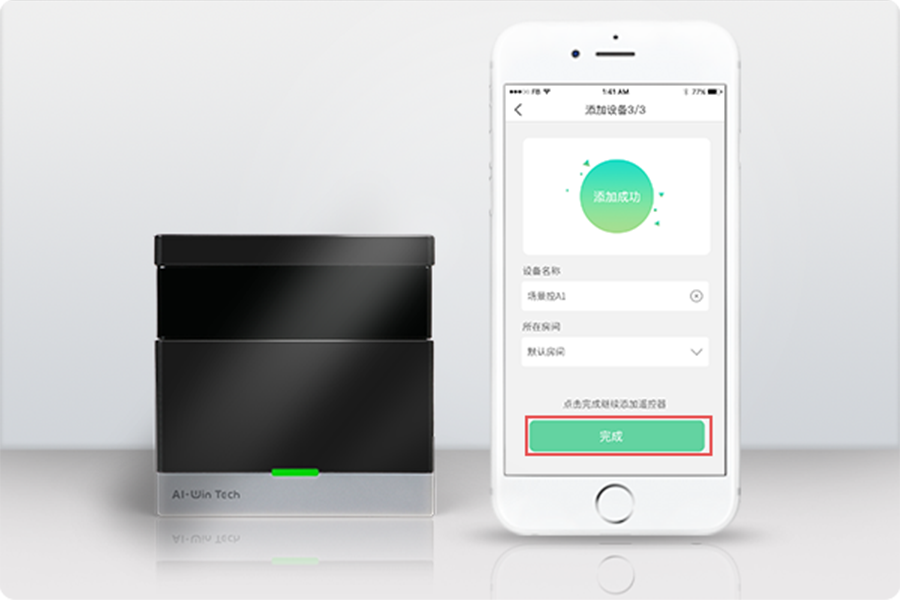 AI-Win Tech
FB 1:41 AM 77%
添加设备3/3
添加成功
设备名称
场景控A1
所在房间
默认房间
点击完成继续添加遥控器
完成